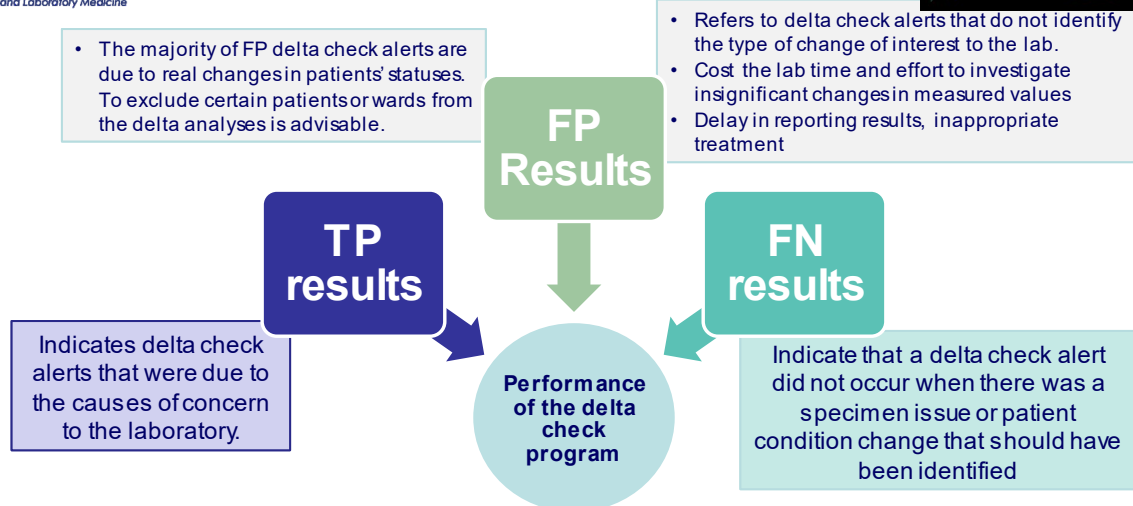 and Laboratory Medicine
• The majority of FP delta check alerts are
due to real changes in patients' statuses.
To exclude certain patients or wards from
the delta analyses is advisable.
• Refers to delta check alerts that do not identify
the type of change of interest to the lab.
• Cost the lab time and effort to investigate
insignificant changes in measured values
• Delay in reporting results, inappropriate
treatment
FP
Results
TP
results
FN
results
Indicates delta check
alerts that were due to
the causes of concern
to the laboratory.
Performance
of the delta
check
program
Indicate that a delta check alert
did not occur when there was a
specimen issue or patient
condition change that should have
been identified